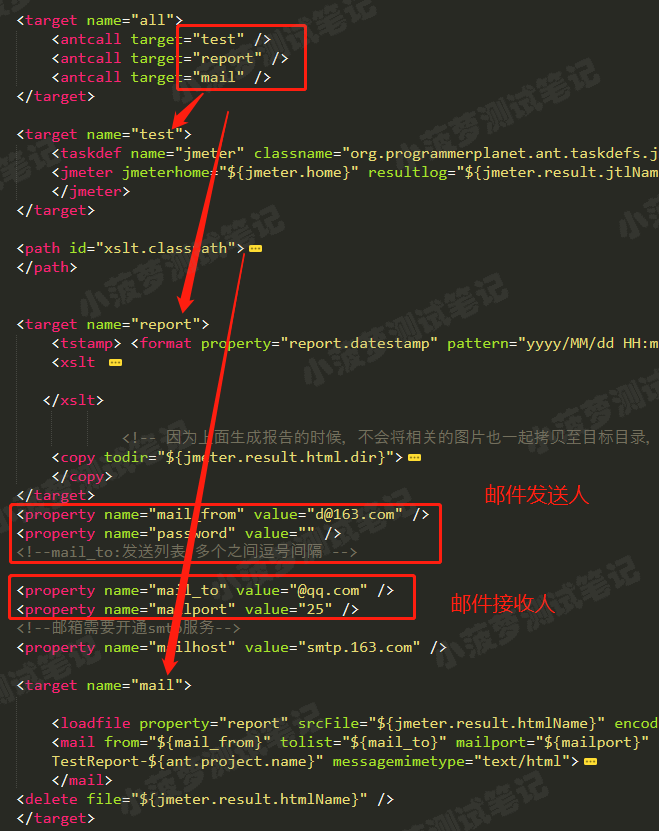 <target name="all">
<antcall target="test" />
<antcall target="report" />
<antcall target="mail" />
</target>
<target name="test">
<taskdef name="jmeter" classname="org.programmerplanet.ant.taskdefs.j
<jmeter jmeterhome="${jmeter.home}" resultlog="${jmeter.result.jtlNam
</jmeter>
</target>
<path id="xslt.classpath">
</path>
<target name="report">
<tstamp> <format property="report.datestamp" pattern="yyyy/MM/dd HH:m
<xslt
</xslt>
<!-- 因为上面生成报告的时候，不会将相关的图片也一起拷贝至目标目录，
<copy todir="${jmeter.result.html.dir}">
</copy>
</target>
<property name="mail_from" value="d@163.com" />
邮件发送人
<property name="password" value="" />
<!--mail_to:发送列表,多个之间逗号间隔 -->
<property name="mail_to" value="@qq.com" />
邮件接收人
<property name="mailport" value="25" />
<!--邮箱需要开通smtp服务-->
<property name="mailhost" value="smtp.163.com" />
<target name="mail">
<loadfile property="report" srcFile="${jmeter.result.htmlName}" encod
<mail from="${mail_from}" tolist="${mail_to}" mailport="${mailport}"
TestReport-${ant.project.name}" messagemimetype="text/html">
</mail>
<delete file="${jmeter.result.htmlName}" />
</target>
小菠萝测试笔记